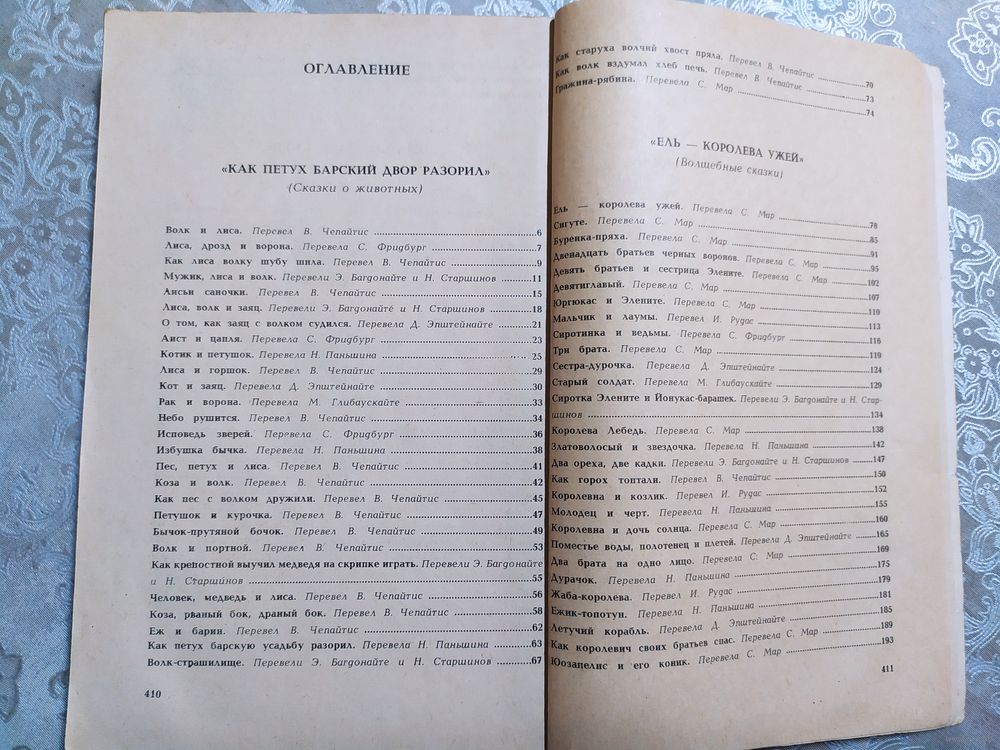 ОГЛАВЛЕНИЕ
«КАК ПЕТУХ БАРСКИЙ ДВОР РАЗОРИЛ»
(Сказки о животных)
Волк и лиса. Перевел В. Чепайтис 6
Лиса, дрозд и ворона. Перевела С. Фридбург 7
Как лиса волку шубу шила. Перевел В. Чепайтис 9
Мужик, лиса и волк. Перевели Э. Багдонайте и Н. Старшинов 11
Лисьи саночки. Перевел В. Чепайтис 15
Лиса, волк и заяц. Перевели Э. Багдонайте и Н. Старшинов 18
О том, как заяц с волком судился. Перевела Д. Эпштейнайте 21
Аист и цапля. Перевела С. Фридбург 23
Котик и петушок. Перевела Н. Паньшина 25
Лиса и горшок. Перевел В. Чепайтис 29
Кот и заяц. Перевела Д. Эпштейнайте 30
Рак и ворона. Перевела М. Глибаускайте 33
Небо рушится. Перевел В. Чепайтис 34
Исповедь зверей. Перевела С. Фридбург 36
Избушка бычка. Перевела Н. Паньшина 38
Пес, петух и лиса. Перевел В. Чепайтис 41
Коза и волк. Перевел В. Чепайтис 42
Как пес с волком дружили. Перевел В. Чепайтис 45
Петушок и курочка. Перевел В. Чепайтис 47
Бычок-прутяной бочок. Перевел В. Чепайтис 49
Волк и портной. Перевел В. Чепайтис 53
Как крепостной выучил медведя на скрипке играть. Перевели Э. Багдонайте
и Н. Старшинов 55
Человек, медведь и лиса. Перевел В. Чепайтис 56
Коза, рваный бок, драный бок. Перевел В. Чепайтис 58
Еж и барин. Перевел В. Чепайтис 62
Как петух барскую усадьбу разорил. Перевела Н. Паньшина 63
Волк-страшилище. Перевели Э. Багдонайте и Н. Старшинов 67
410
Как старуха волчий хвост пряла. Перевел В. Чепайтис 70
Как волк вздумал хлеб печь. Перевел В. Чепайтис 73
Гражина-рябина. Перевела С. Мар 74
«ЕЛЬ — КОРОЛЕВА УЖЕЙ»
(Волшебные сказки)
Ель — королева ужей. Перевела С. Мар 78
Сигуте. Перевела С. Мар 85
Буренка-пряха. Перевела С. Мар 91
Двенадцать братьев черных воронов. Перевела С. Мар 95
Девять братьев и сестрица Элените. Перевела С. Мар 102
Девятиглавый. Перевела С. Мар 107
Юргюкас и Элените. Перевела С. Мар 110
Мальчик и лаумы. Перевел И. Рудас 113
Сиротинка и ведьмы. Перевела С. Фридбург 116
Три брата. Перевела С. Мар 119
Сестра-дурочка. Перевела Д. Эпштейнайте 124
Старый солдат. Перевела М. Глибаускайте 129
Сиротка Элените и Йонукас-барашек. Перевели Э. Багдонайте и Н. Стар-
шинов 134
Королева Лебедь. Перевела С. Мар 138
Златоволосый и звездочка. Перевела Н. Паньшина 142
Два ореха, две кадки. Перевели Э. Багдонайте и Н. Старшинов 147
Как горох топтали. Перевел В. Чепайтис 150
Королевна и козлик. Перевел И. Рудас 152
Молодец и черт. Перевела Н. Паньшина 155
Королевна и дочь солнца. Перевела С. Мар 160
Поместье воды, полотенец и плетей. Перевела Д. Эпштейнайте 165
Два брата на одно лицо. Перевела С. Мар 169
Дурачок. Перевела Н. Паньшина 175
Жаба-королева. Перевел И. Рудас 179
Ежик-топотун. Перевела Н. Паньшина 181
Летучий корабль. Перевела Д. Эпштейнайте 185
Как королевич своих братьев спас. Перевела С. Мар 189
Юозапелис и его коник. Перевела С. Мар 193
411